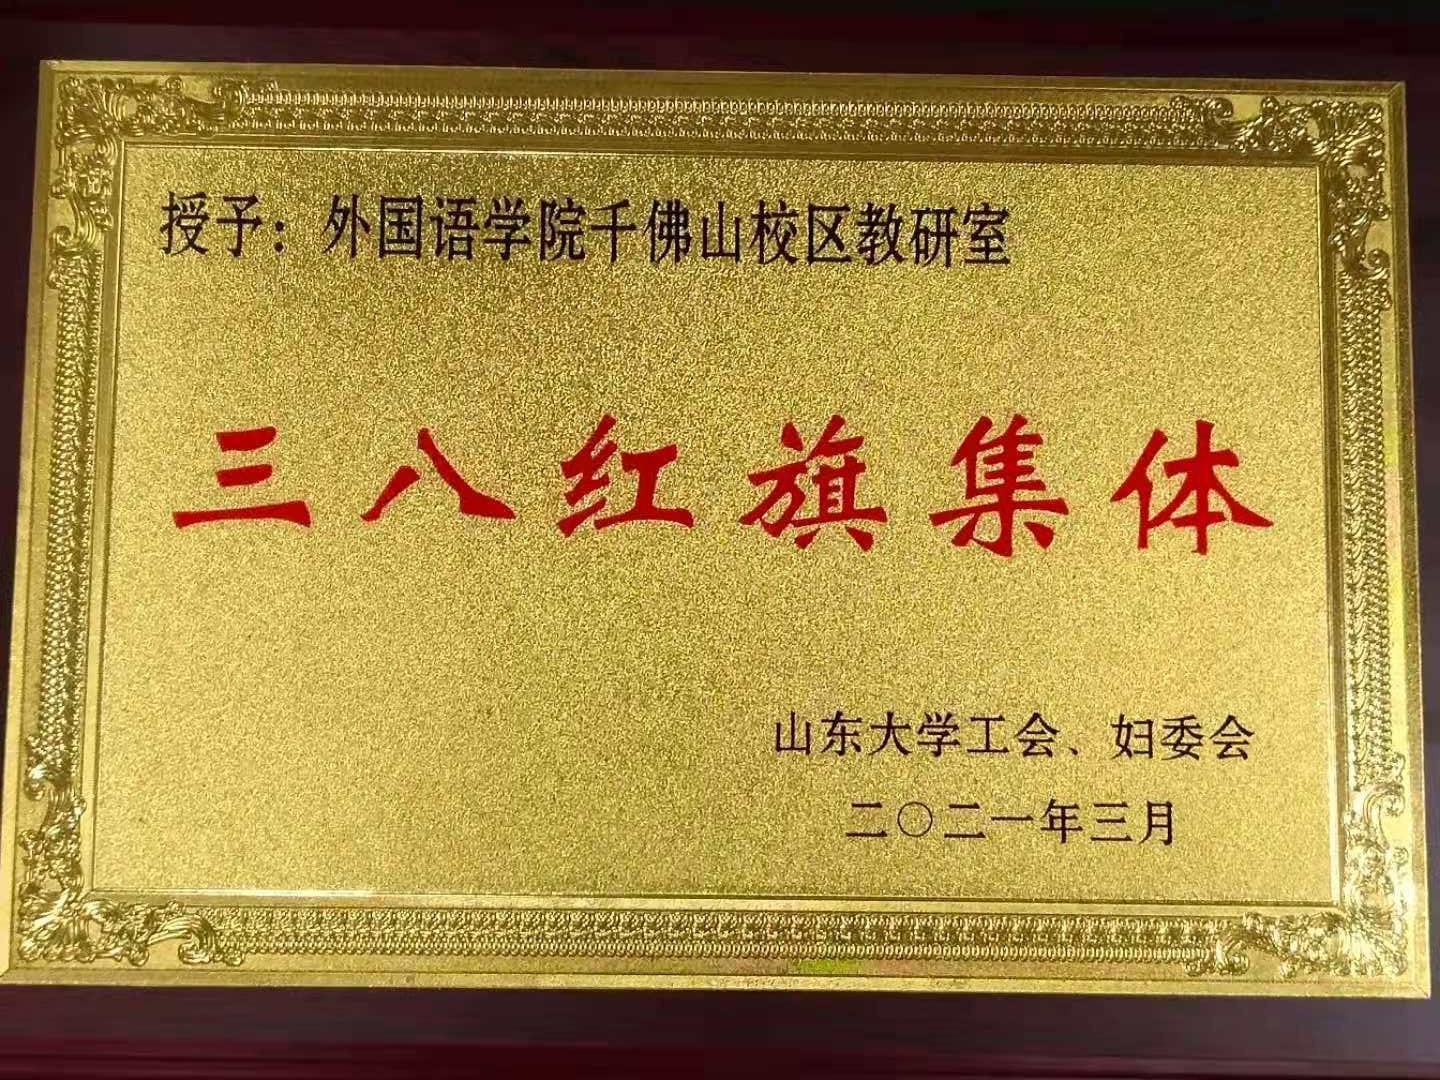 授予：外国语学院千佛山校区教研室
三八红旗集体
山东大学工会、妇委会
二〇二一年三月